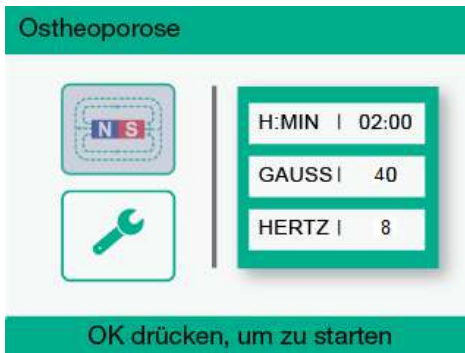 Ostheoporose
N S
H:MIN | 02:00
GAUSS | 40
HERTZ | 8
OK drücken, um zu starten